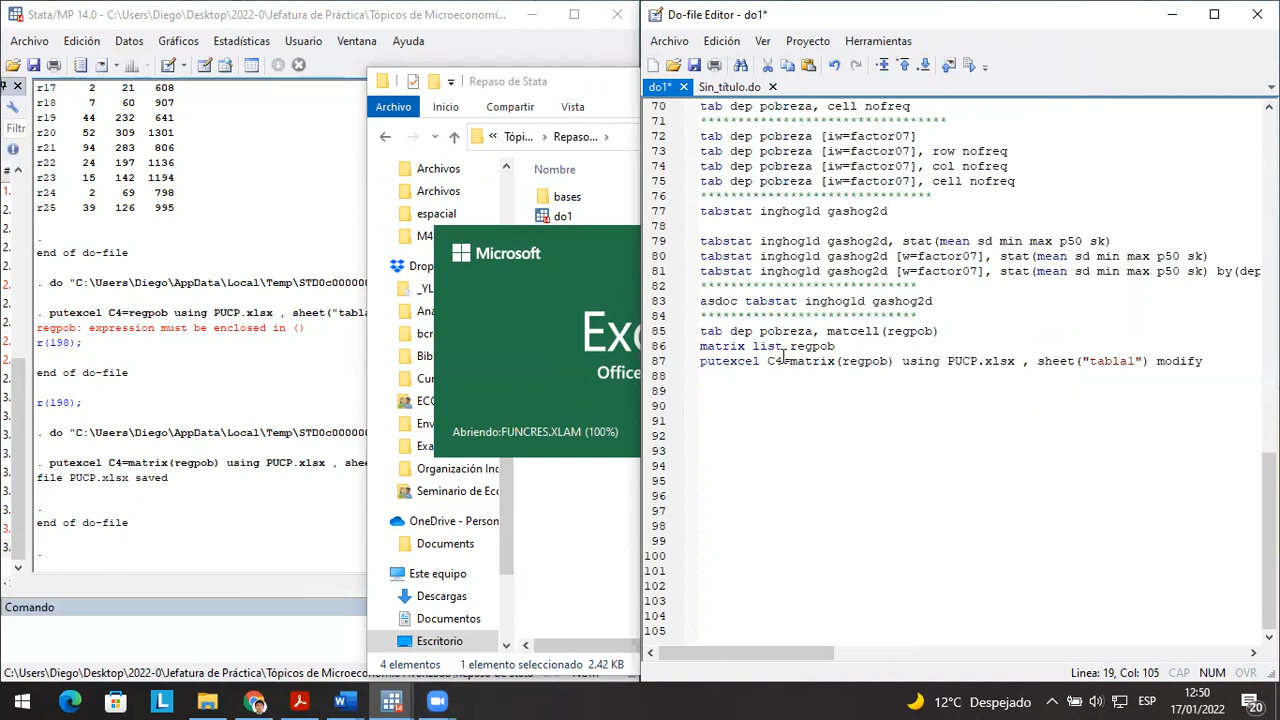 Stata/MP 14.0 - C:\Users\Diego\Desktop\2022-0\Jefatura de Práctica\Tópicos de Microeconomí...
Archivo Edición Datos Gráficos Estadísticas Usuario Ventana Ayuda
Filtr
r17 2 21 608
r18 7 60 907
r19 44 232 641
r20 52 309 1301
r21 94 283 806
r22 24 197 1136
r23 15 142 1194
r24 2 69 798
r25 39 126 995
.
end of do-file
. do "C:\Users\Diego\AppData\Local\Temp\STD0c000000
. putexcel C4=regpob using PUCP.xlsx , sheet("tabla
regpob: expression must be enclosed in ()
r(198);
end of do-file
r(198);
. do "C:\Users\Diego\AppData\Local\Temp\STD0c000000
. putexcel C4=matrix(regpob) using PUCP.xlsx , shee
file PUCP.xlsx saved
.
end of do-file
.
Comando
C:\Users\Diego\Desktop\2022-0\Jefatura de Práctica\Tópicos de Microeconomí
Repaso de Stata
Archivo Inicio Compartir Vista
« Tópi... > Repaso... >
Archivos
Archivos
espacial
M4
Drop
_YL
Aná
bcr
Bib
Cur
ECO
Env
Exa
Organización Inc
Seminario de Eco
OneDrive - Person
Documents
Este equipo
Descargas
Documentos
Escritorio
Nombre
bases
do1
4 elementos 1 elemento seleccionado 2.42 KB
Microsoft
Exc
Office
Abriendo:FUNCRES.XLAM (100%)
Do-file Editor - do1*
Archivo Edición Ver Proyecto Herramientas
do1* Sin_título.do
70 tab dep pobreza, cell nofreq
71 *********************************
72 tab dep pobreza [iw=factor07]
73 tab dep pobreza [iw=factor07], row nofreq
74 tab dep pobreza [iw=factor07], col nofreq
75 tab dep pobreza [iw=factor07], cell nofreq
76 *******************************
77 tabstat inghog1d gashog2d
78
79 tabstat inghog1d gashog2d, stat(mean sd min max p50 sk)
80 tabstat inghog1d gashog2d [w=factor07], stat(mean sd min max p50 sk)
81 tabstat inghog1d gashog2d [w=factor07], stat(mean sd min max p50 sk) by(dep
82 *****************************
83 asdoc tabstat inghog1d gashog2d
84 *****************************
85 tab dep pobreza, matcell(regpob)
86 matrix list regpob
87 putexcel C4=matrix(regpob) using PUCP.xlsx , sheet("tabla1") modify
88
89
90
91
92
93
94
95
96
97
98
99
100
101
102
103
104
105
Línea: 19, Col: 105 CAP NUM OVR
12°C Despejado ESP 12:50
17/01/2022 20